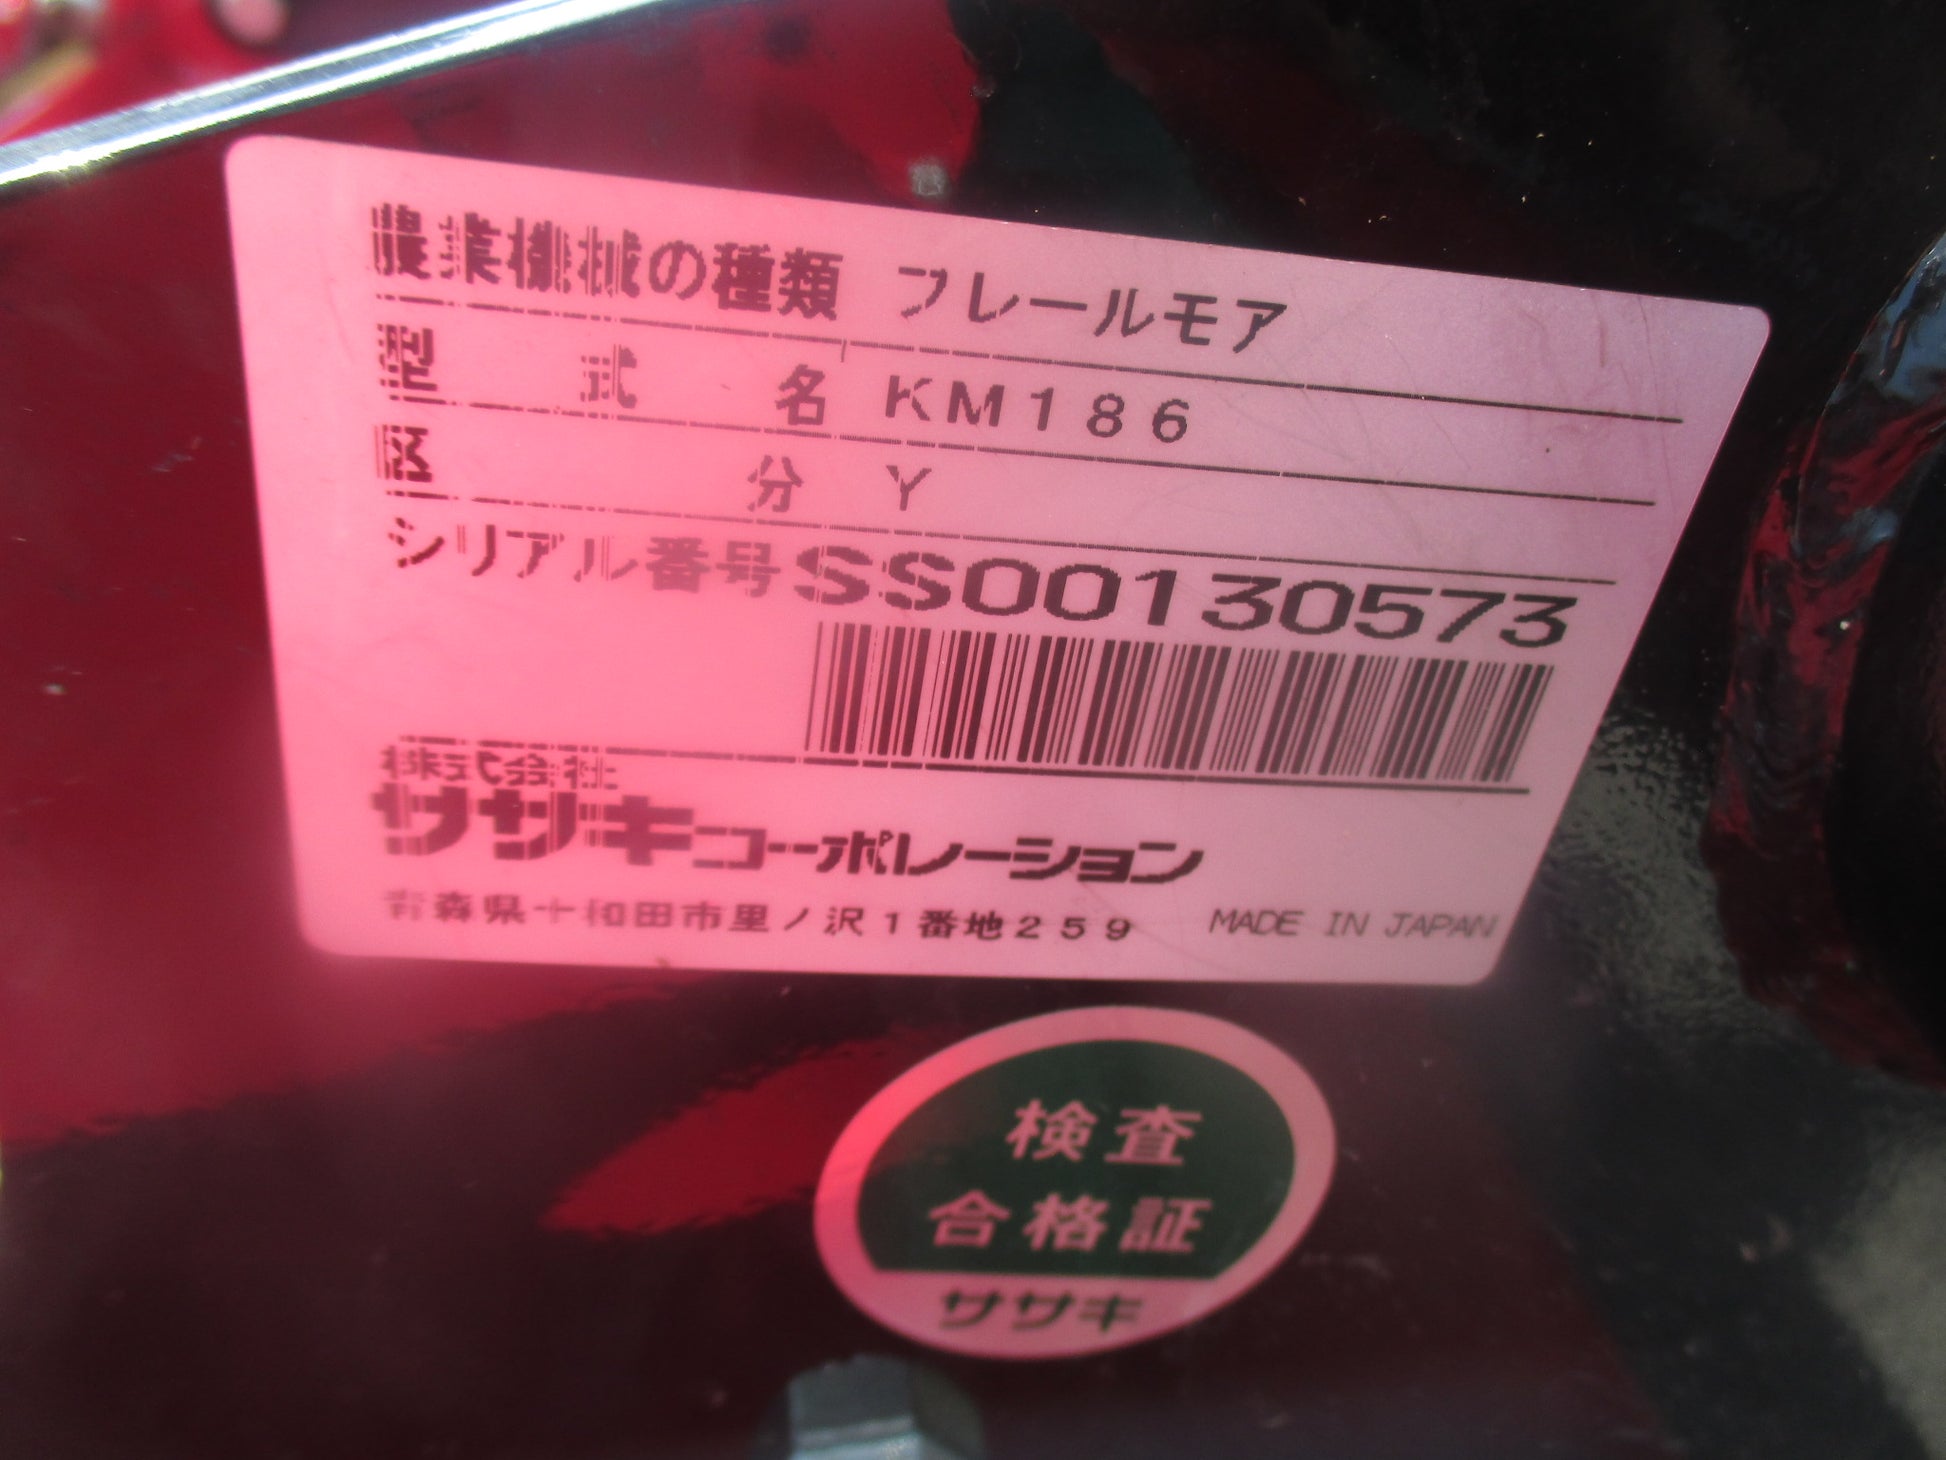 農業機械の種類 フレールモア
型式名 KM186
区分 Y
シリアル番号 SS00130573
株式会社
ササキコーポレーション
青森県十和田市里ノ沢1番地259 MADE IN JAPAN
検査
合格証
ササキ